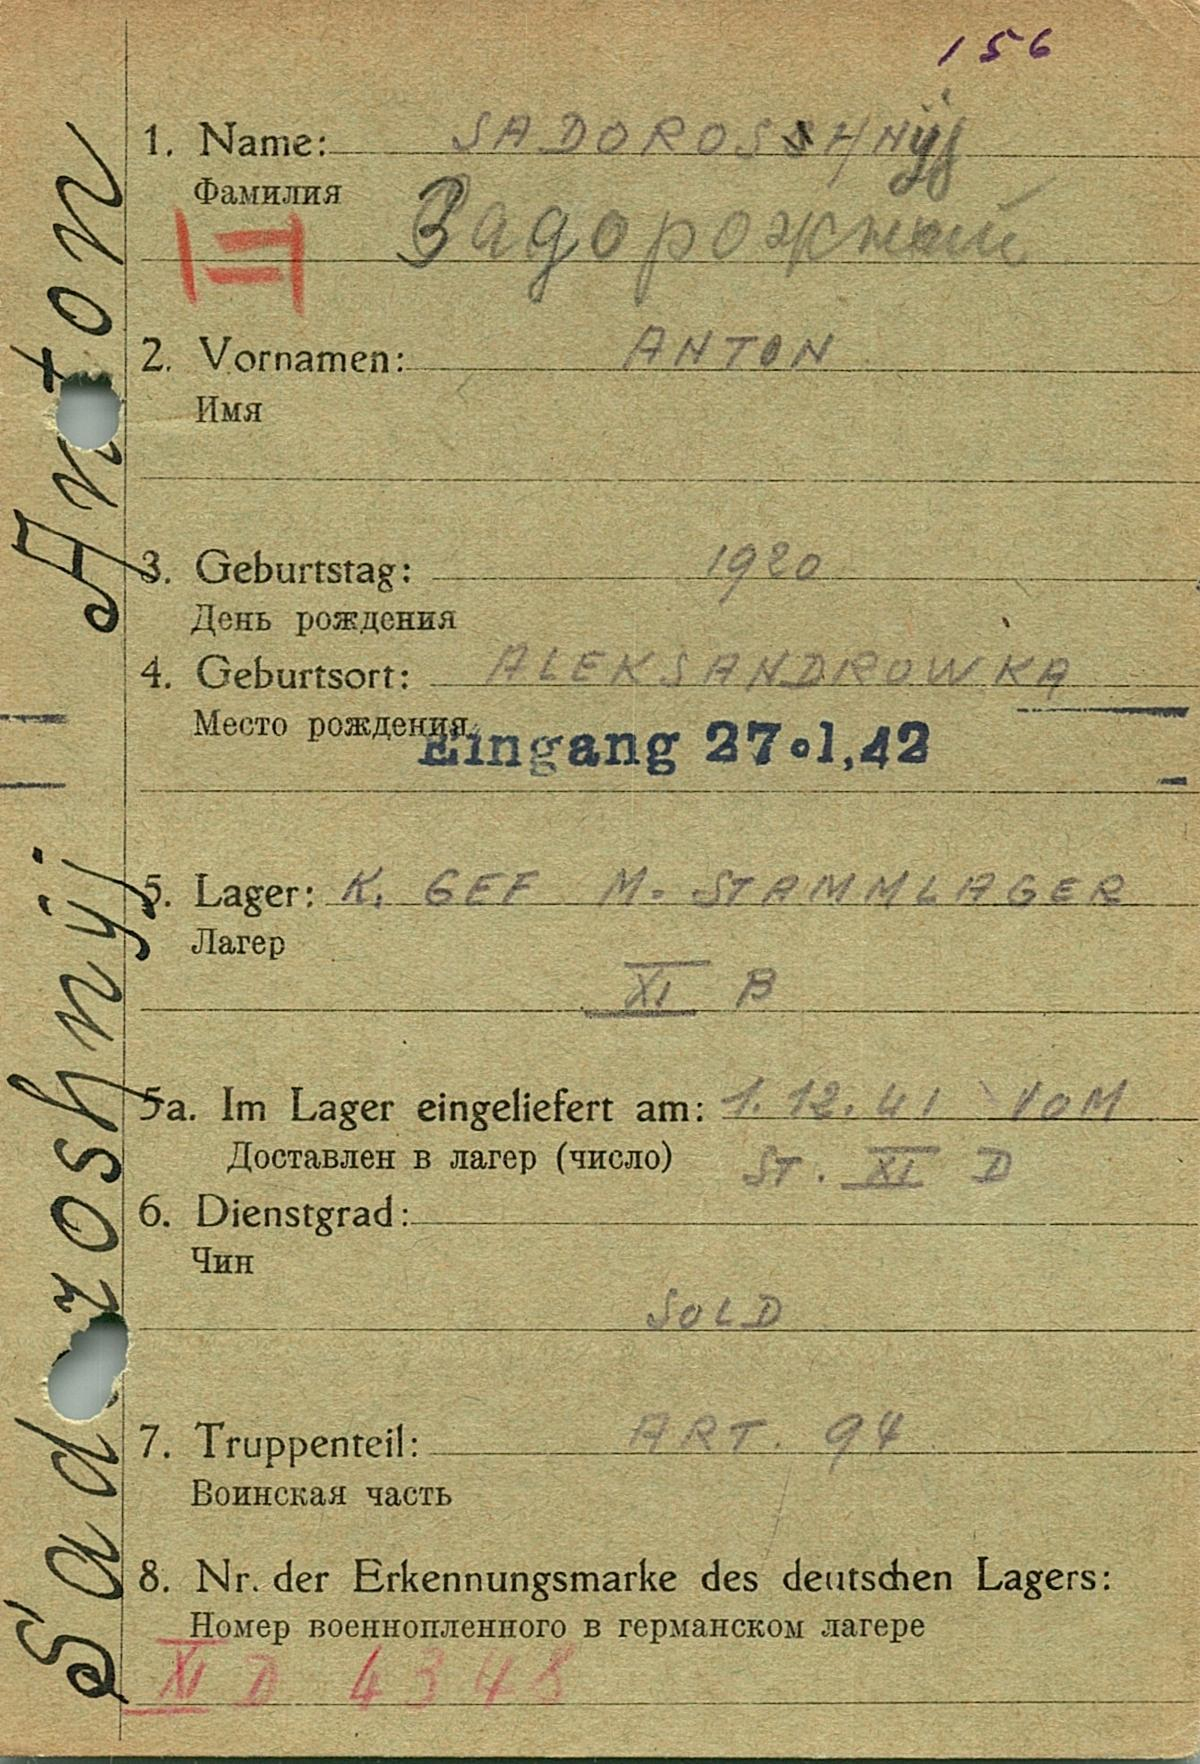 156
1. Name: SADOROSSHNÿj
Фамилия
Задорожный
2. Vornamen: ANTON
Имя
3. Geburtstag: 1920
День рождения
4. Geburtsort: ALEKSANDROWKA
Место рождения
Eingang 27.1.42
5. Lager: K. GEF M. STAMMLAGER
Лагер
XI B
5a. Im Lager eingeliefert am: 1.12.41 VOM
Доставлен в лагер (число) ST. XI D
6. Dienstgrad:
Чин
SOLD
7. Truppenteil: ART. 94
Воинская часть
8. Nr. der Erkennungsmarke des deutschen Lagers:
Номер военнопленного в германском лагере
XI D 4348
Sadoroshnÿj Anton